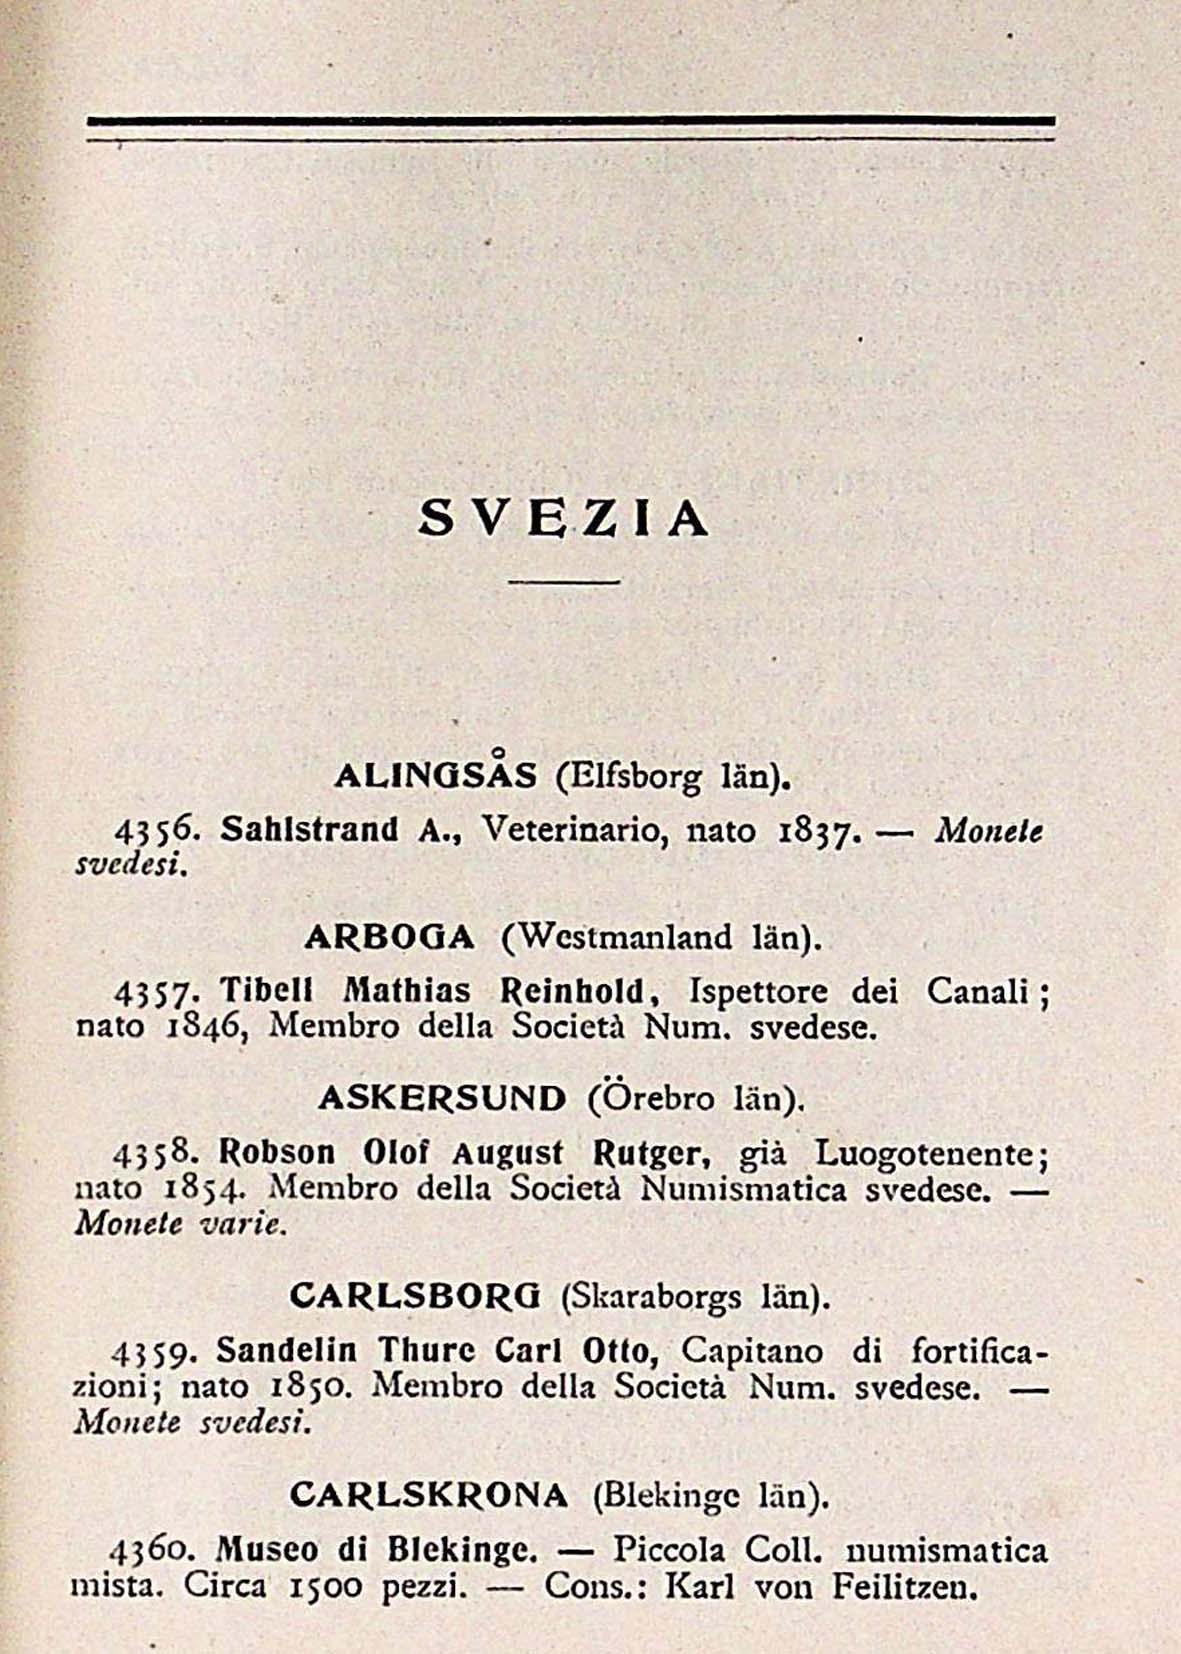 SVEZIA
ALINGSÅS (Elfsborg län).
4356. Sahlstrand A., Veterinario, nato 1837. — Monete
svedesi.
ARBOGA (Westmanland län).
4357. Tibell Mathias Reinhold, Ispettore dei Canali;
nato 1846, Membro della Società Num. svedese.
ASKERSUND (Örebro län).
4358. Robson Olof August Rutger, già Luogotenente;
nato 1854. Membro della Società Numismatica svedese. —
Monete varie.
CARLSBORG (Skaraborgs län).
4359. Sandelin Thure Carl Otto, Capitano di fortifica-
zioni; nato 1850. Membro della Società Num. svedese. —
Monete svedesi.
CARLSKRONA (Blekinge län).
4360. Museo di Blekinge. — Piccola Coll. numismatica
mista. Circa 1500 pezzi. — Cons.: Karl von Feilitzen.